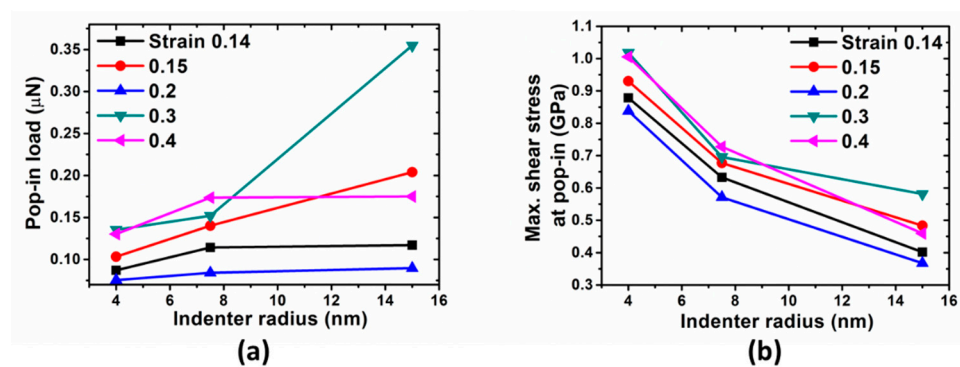 Strain 0.14
0.15
0.2
0.3
0.4
Pop-in load (μN)
0.35
0.30
0.25
0.20
0.15
0.10
4 6 8 10 12 14 16
Indenter radius (nm)
(a)
Strain 0.14
0.15
0.2
0.3
0.4
Max. shear stress
at pop-in (GPa)
1.1
1.0
0.9
0.8
0.7
0.6
0.5
0.4
0.3
4 6 8 10 12 14 16
Indenter radius (nm)
(b)